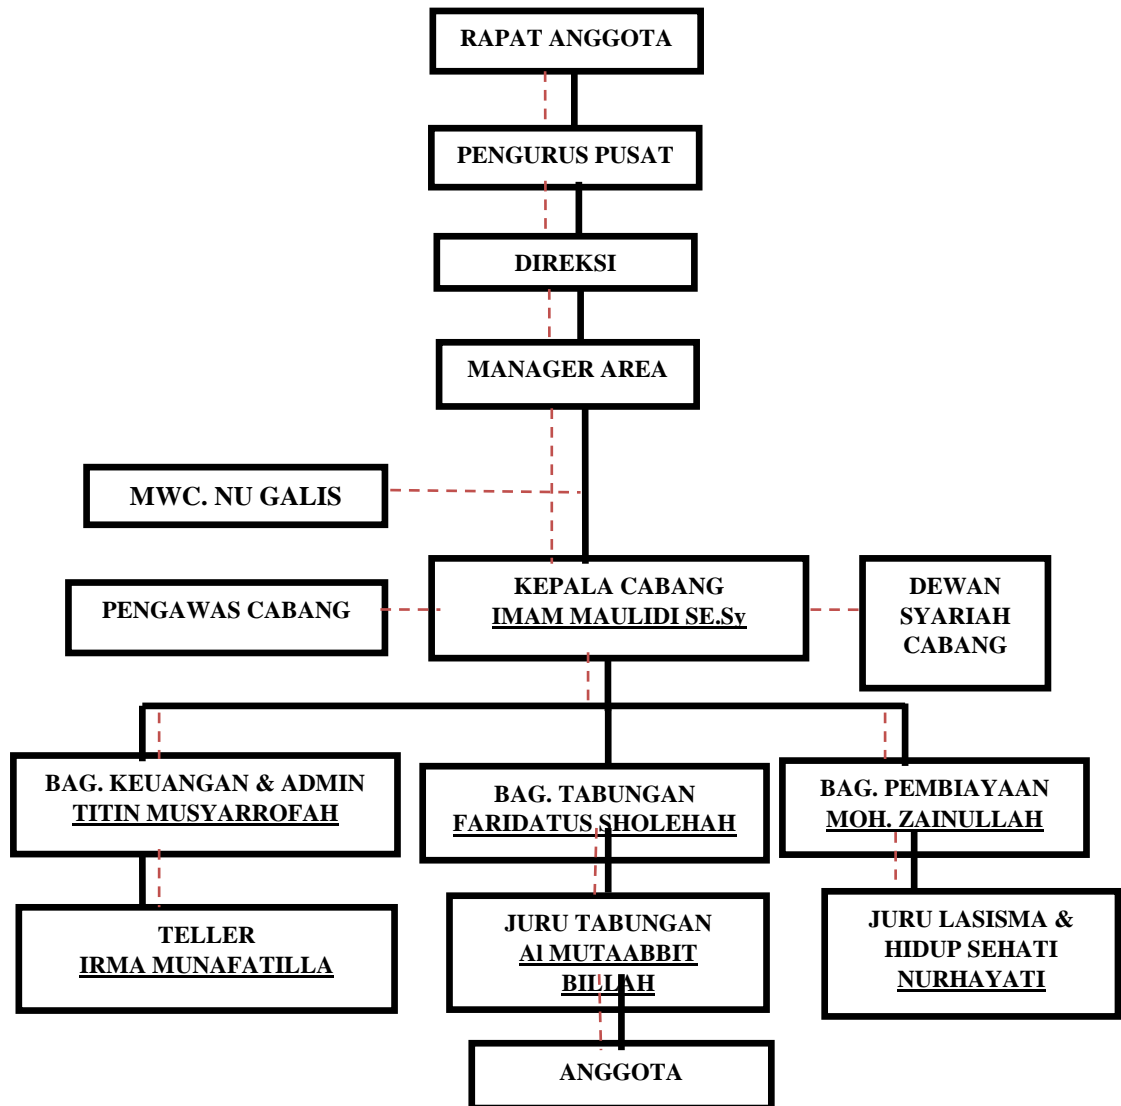 RAPAT ANGGOTA
PENGURUS PUSAT
DIREKSI
MANAGER AREA
MWC. NU GALIS
KEPALA CABANG
IMAM MAULIDI SE.Sy
PENGAWAS CABANG
DEWAN
SYARIAH
CABANG
BAG. KEUANGAN & ADMIN
TITIN MUSYARROFAH
BAG. TABUNGAN
FARIDATUS SHOLEHAH
BAG. PEMBIAYAAN
MOH. ZAINULLAH
TELLER
IRMA MUNAFATILLA
JURU TABUNGAN
Al MUTAABBIT
BILLAH
JURU LASISMA &
HIDUP SEHATI
NURHAYATI
ANGGOTA